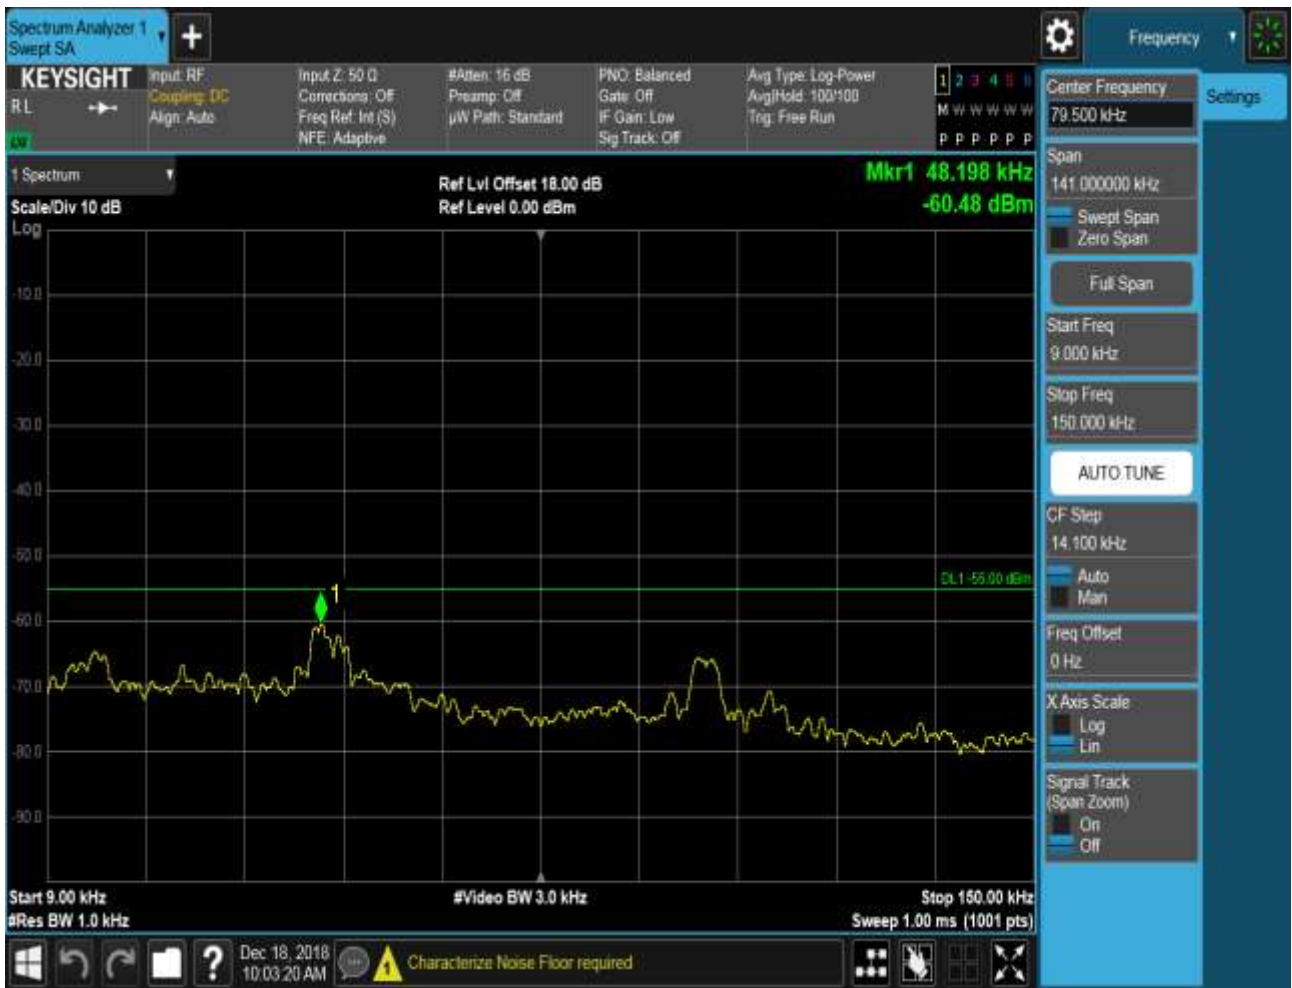 Spectrum Analyzer 1
Swept SA
Frequency
KEYSIGHT
R L
Input: RF
Coupling: DC
Align: Auto
Input Z: 50 Ω
Corrections: Off
Freq Ref: Int (S)
NFE: Adaptive
#Atten: 16 dB
Preamp: Off
µW Path: Standard
PNO: Balanced
Gate: Off
IF Gain: Low
Sig Track: Off
Avg Type: Log-Power
Avg|Hold: 100/100
Trig: Free Run
1 2 3 4 5 6
M W W W W W
P P P P P P
1 Spectrum
Scale/Div 10 dB
Log
Ref Lvl Offset 18.00 dB
Ref Level 0.00 dBm
Mkr1 48.198 kHz
-60.48 dBm
-10.0
-20.0
-30.0
-40.0
-50.0
-60.0
-70.0
-80.0
-90.0
DL1 -55.00 dBm
1
Start 9.00 kHz
#Res BW 1.0 kHz
#Video BW 3.0 kHz
Stop 150.00 kHz
Sweep 1.00 ms (1001 pts)
Center Frequency
79.500 kHz
Settings
Span
141.000000 kHz
Swept Span
Zero Span
Full Span
Start Freq
9.000 kHz
Stop Freq
150.000 kHz
AUTO TUNE
CF Step
14.100 kHz
Auto
Man
Freq Offset
0 Hz
X Axis Scale
Log
Lin
Signal Track
(Span Zoom)
On
Off
?
Dec 18, 2018
10:03:20 AM
1
Characterize Noise Floor required